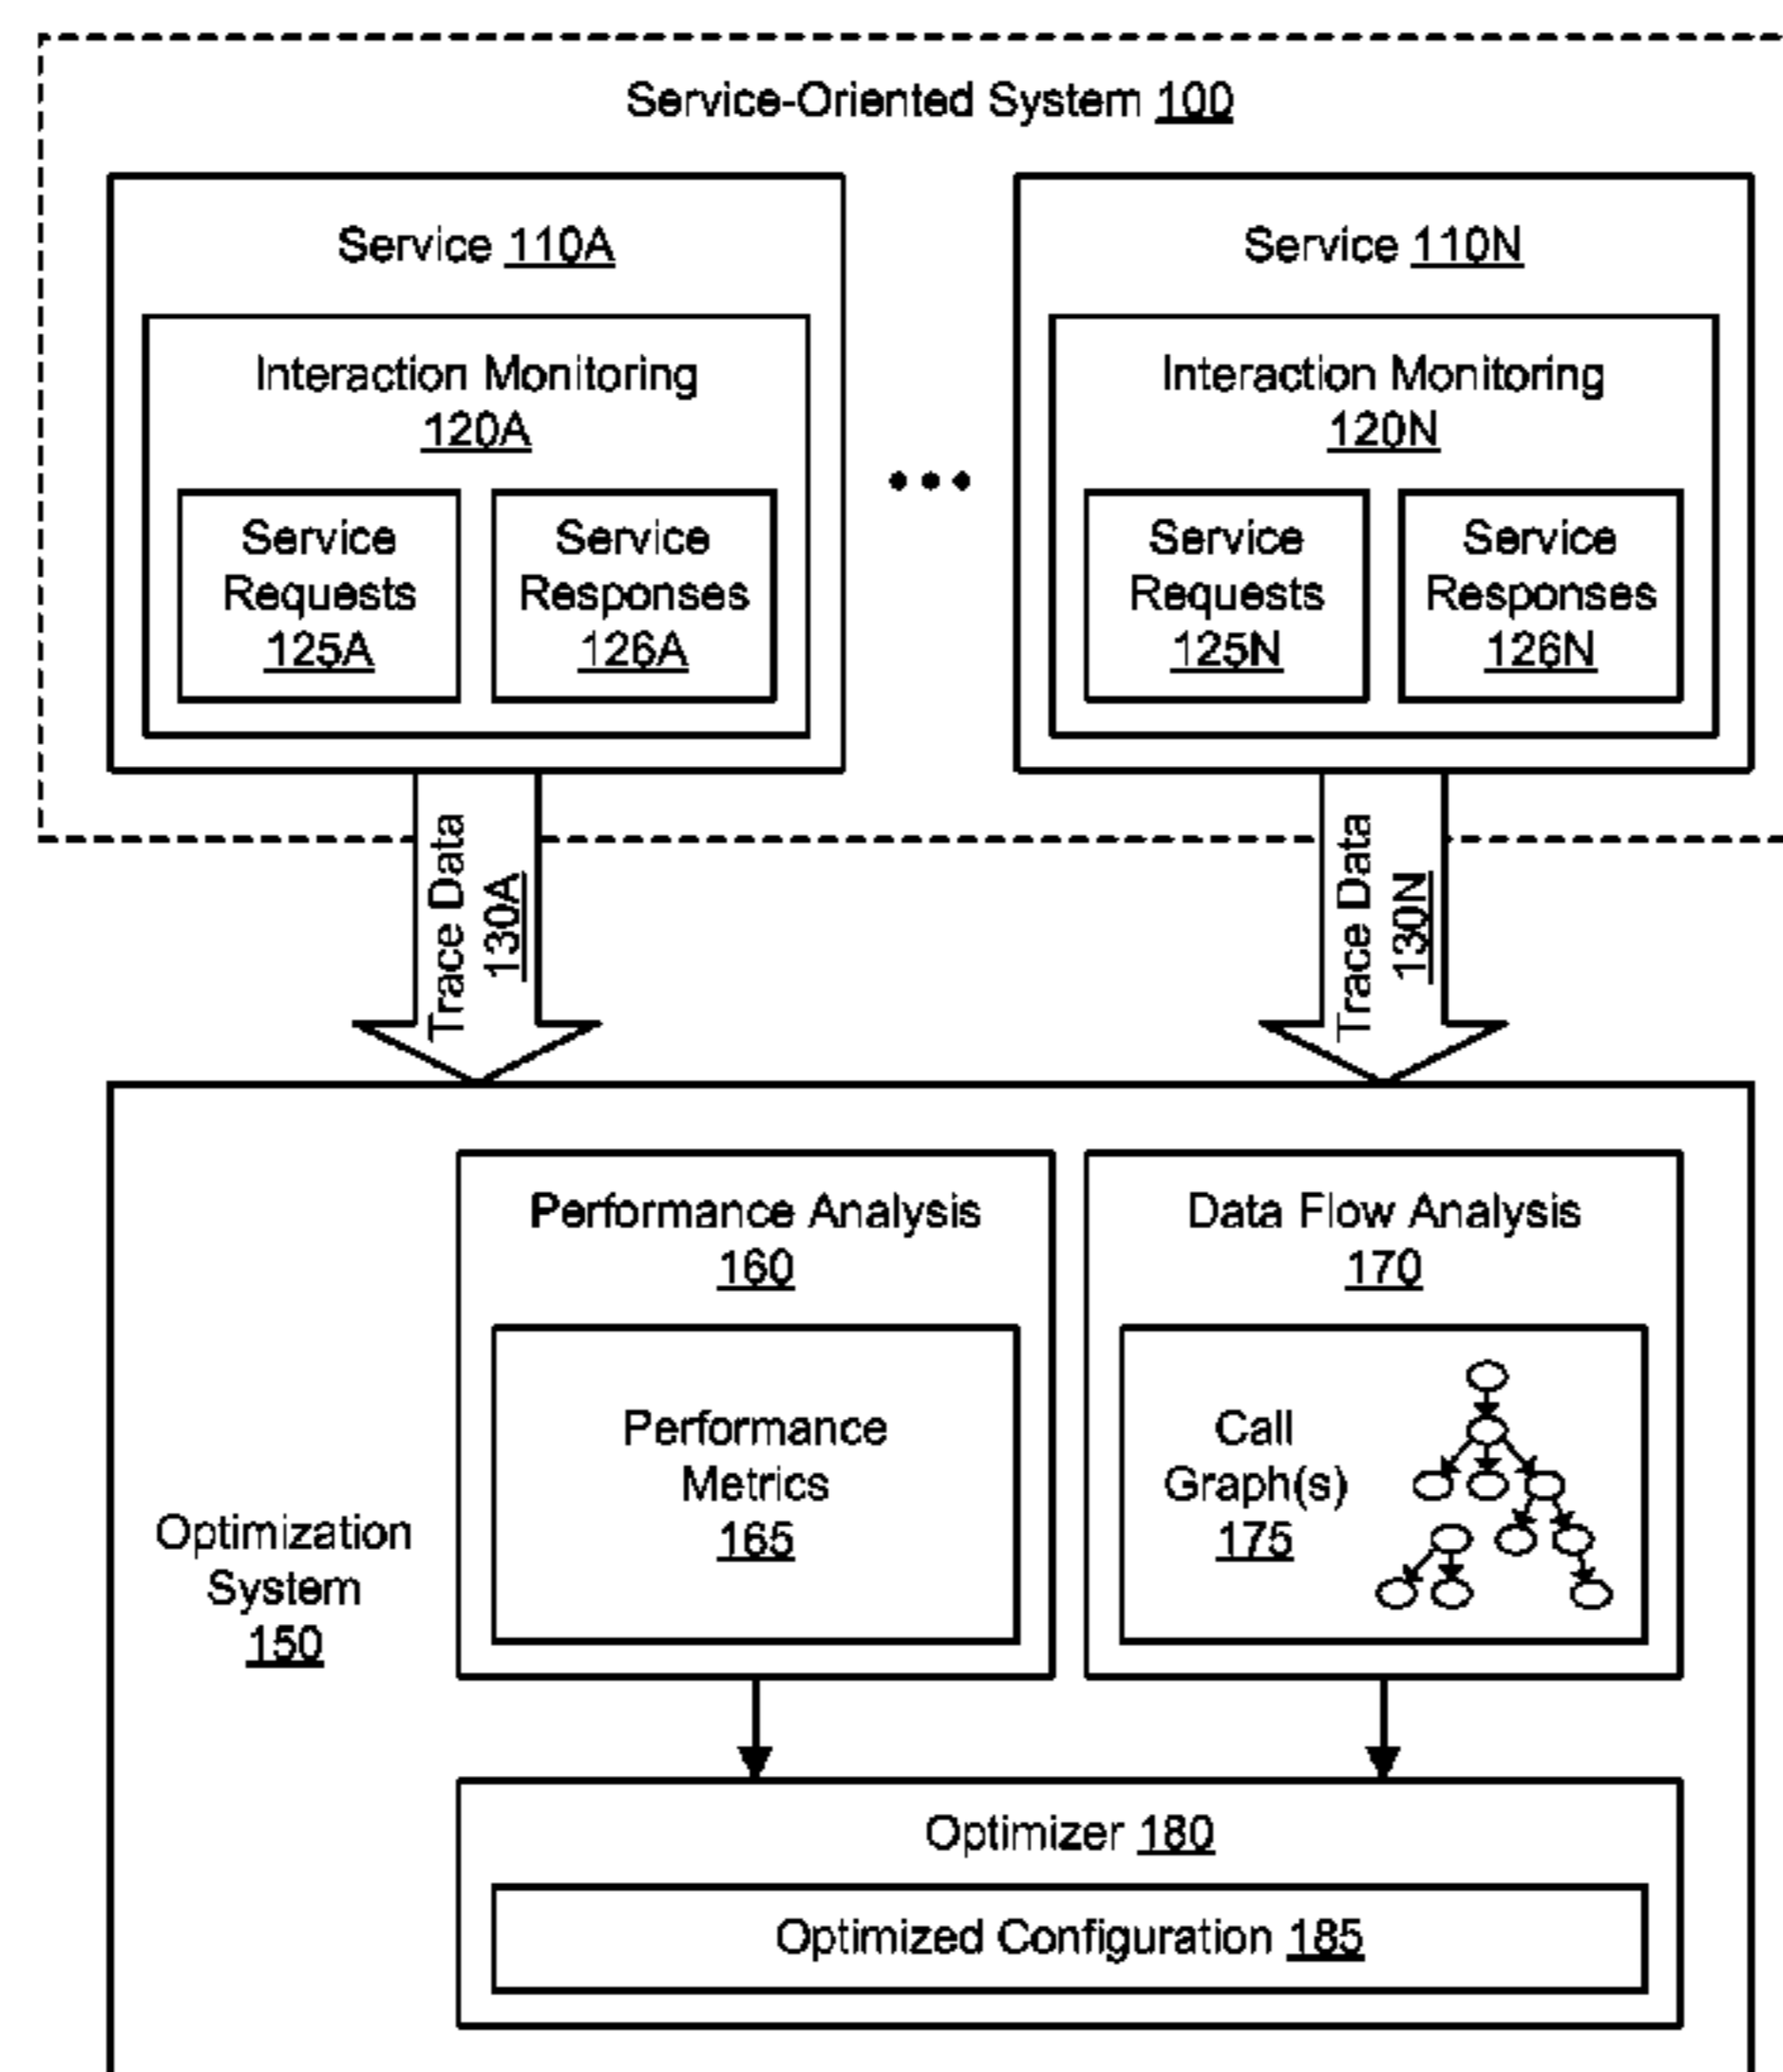 Service-Oriented System 100
Service 110A
Interaction Monitoring
120A
Service
Requests
125A
Service
Responses
126A
Service 110N
Interaction Monitoring
120N
Service
Requests
125N
Service
Responses
126N
Trace Data
130A
Trace Data
130N
Optimization
System
150
Performance Analysis
160
Performance
Metrics
165
Data Flow Analysis
170
Call
Graph(s)
175
Optimizer 180
Optimized Configuration 185